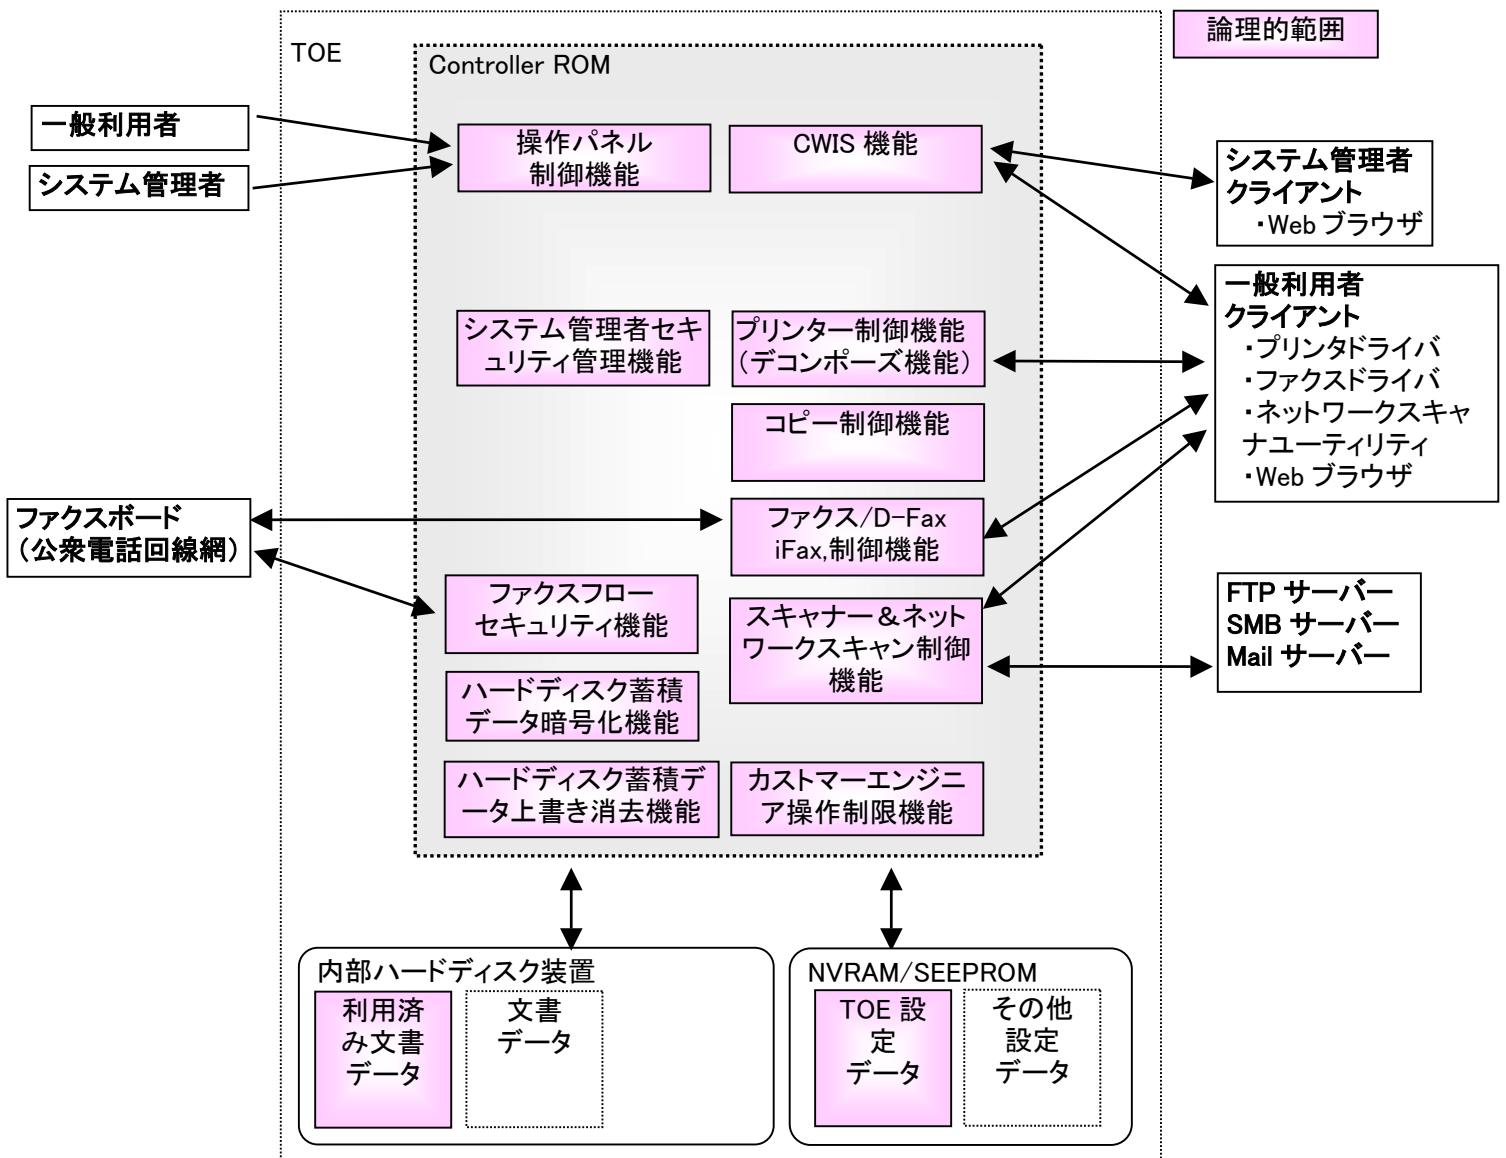 論理的範囲
TOE
Controller ROM
一般利用者
システム管理者
操作パネル
制御機能
CWIS 機能
システム管理者
クライアント
・Web ブラウザ
一般利用者
クライアント
・プリンタドライバ
・ファクスドライバ
・ネットワークスキャ
ナユーティリティ
・Web ブラウザ
システム管理者セキ
ュリティ管理機能
プリンター制御機能
（デコンポーズ機能）
コピー制御機能
ファクスボード
（公衆電話回線網）
ファクス/D-Fax
iFax,制御機能
ファクスフロー
セキュリティ機能
スキャナー＆ネット
ワークスキャン制御
機能
FTP サーバー
SMB サーバー
Mail サーバー
ハードディスク蓄積
データ暗号化機能
ハードディスク蓄積デ
ータ上書き消去機能
カストマーエンジニ
ア操作制限機能
内部ハードディスク装置
利用済
み文書
データ
文書
データ
NVRAM/SEEPROM
TOE 設
定
データ
その他
設定
データ